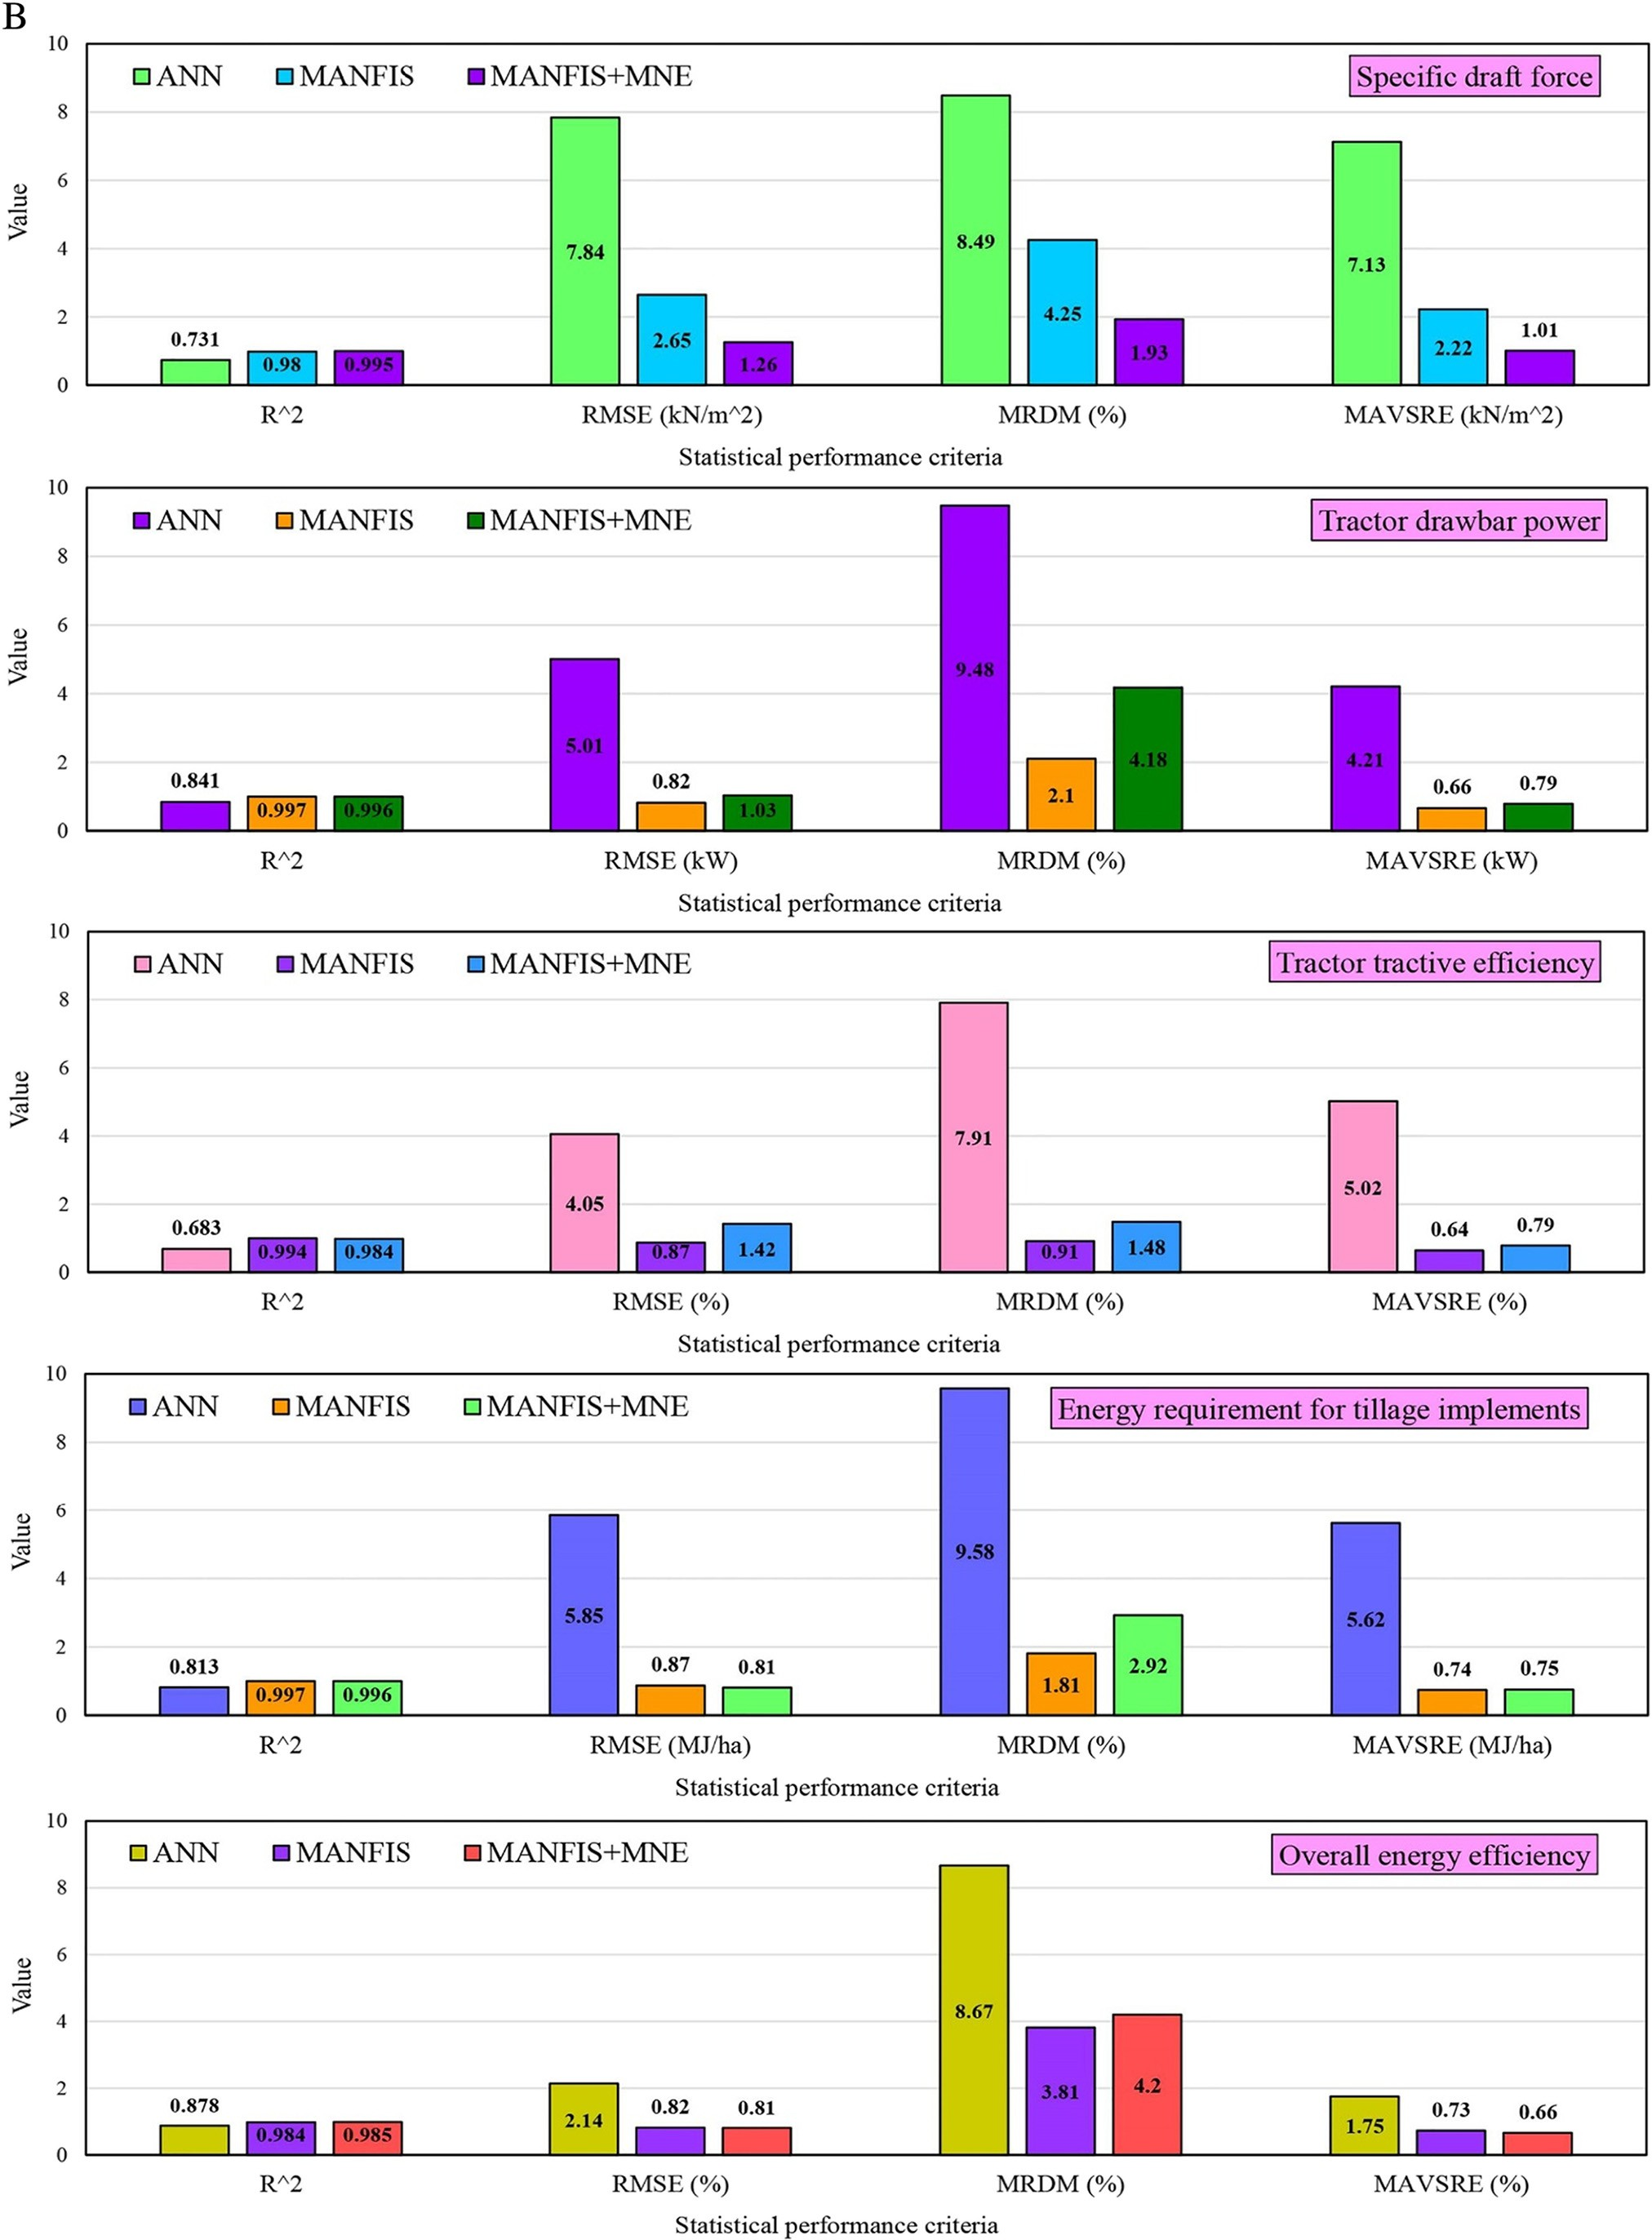 B
10
8
6
4
2
0
Value
ANN MANFIS MANFIS+MNE
Specific draft force
0.731 0.98 0.995
7.84 2.65 1.26
8.49 4.25 1.93
7.13 2.22 1.01
R^2 RMSE (kN/m^2) MRDM (%) MAVSRE (kN/m^2)
Statistical performance criteria
10
8
6
4
2
0
Value
ANN MANFIS MANFIS+MNE
Tractor drawbar power
0.841 0.997 0.996
5.01 0.82 1.03
9.48 2.1 4.18
4.21 0.66 0.79
R^2 RMSE (kW) MRDM (%) MAVSRE (kW)
Statistical performance criteria
10
8
6
4
2
0
Value
ANN MANFIS MANFIS+MNE
Tractor tractive efficiency
0.683 0.994 0.984
4.05 0.87 1.42
7.91 0.91 1.48
5.02 0.64 0.79
R^2 RMSE (%) MRDM (%) MAVSRE (%)
Statistical performance criteria
10
8
6
4
2
0
Value
ANN MANFIS MANFIS+MNE
Energy requirement for tillage implements
0.813 0.997 0.996
5.85 0.87 0.81
9.58 1.81 2.92
5.62 0.74 0.75
R^2 RMSE (MJ/ha) MRDM (%) MAVSRE (MJ/ha)
Statistical performance criteria
10
8
6
4
2
0
Value
ANN MANFIS MANFIS+MNE
Overall energy efficiency
0.878 0.984 0.985
2.14 0.82 0.81
8.67 3.81 4.2
1.75 0.73 0.66
R^2 RMSE (%) MRDM (%) MAVSRE (%)
Statistical performance criteria